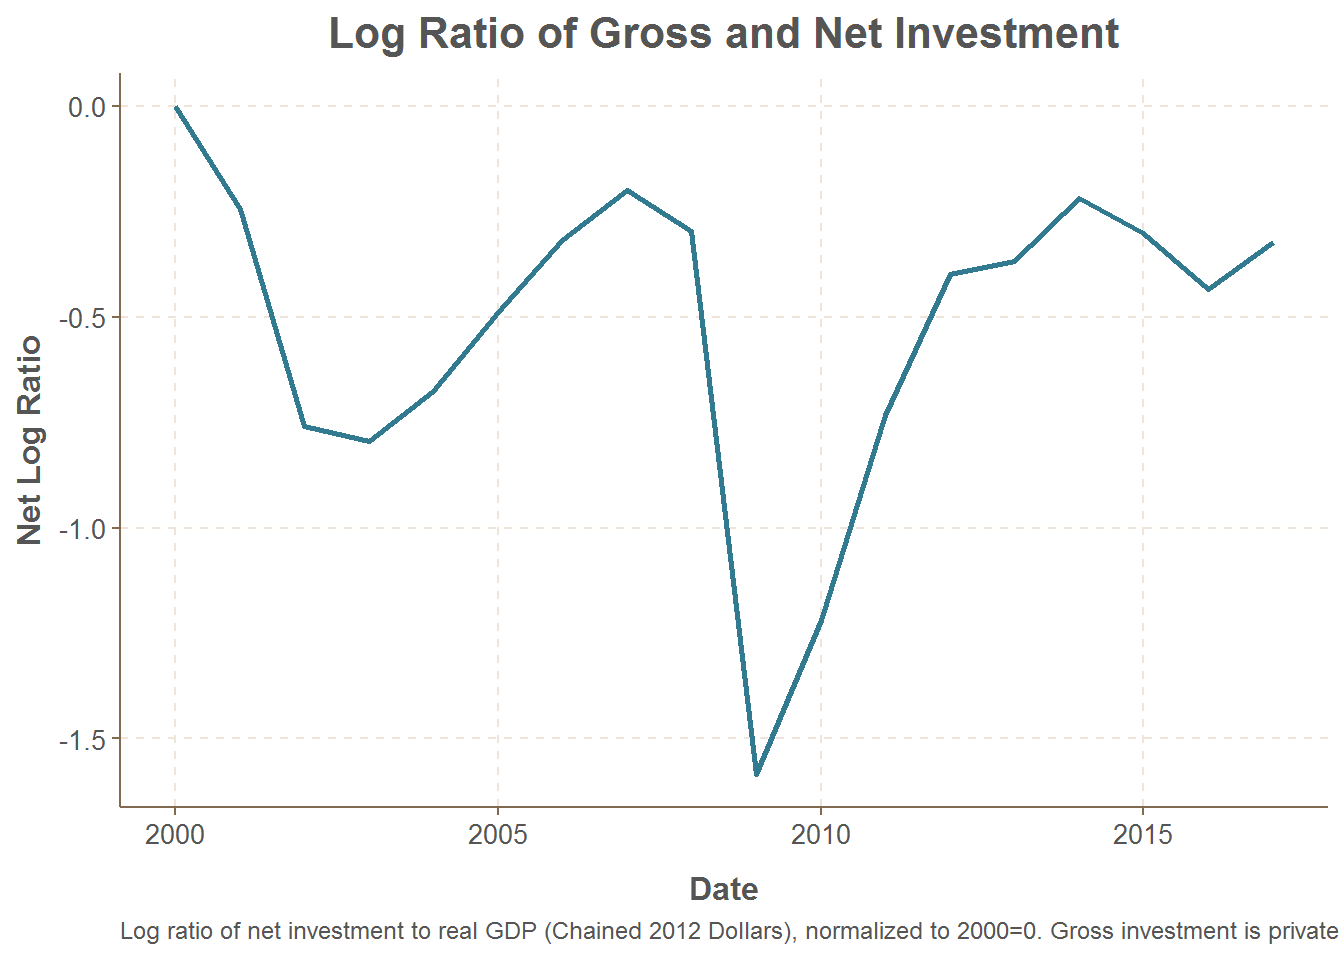 Log Ratio of Gross and Net Investment
0.0
-0.5
-1.0
-1.5
Net Log Ratio
2000 2005 2010 2015
Date
Log ratio of net investment to real GDP (Chained 2012 Dollars), normalized to 2000=0. Gross investment is private